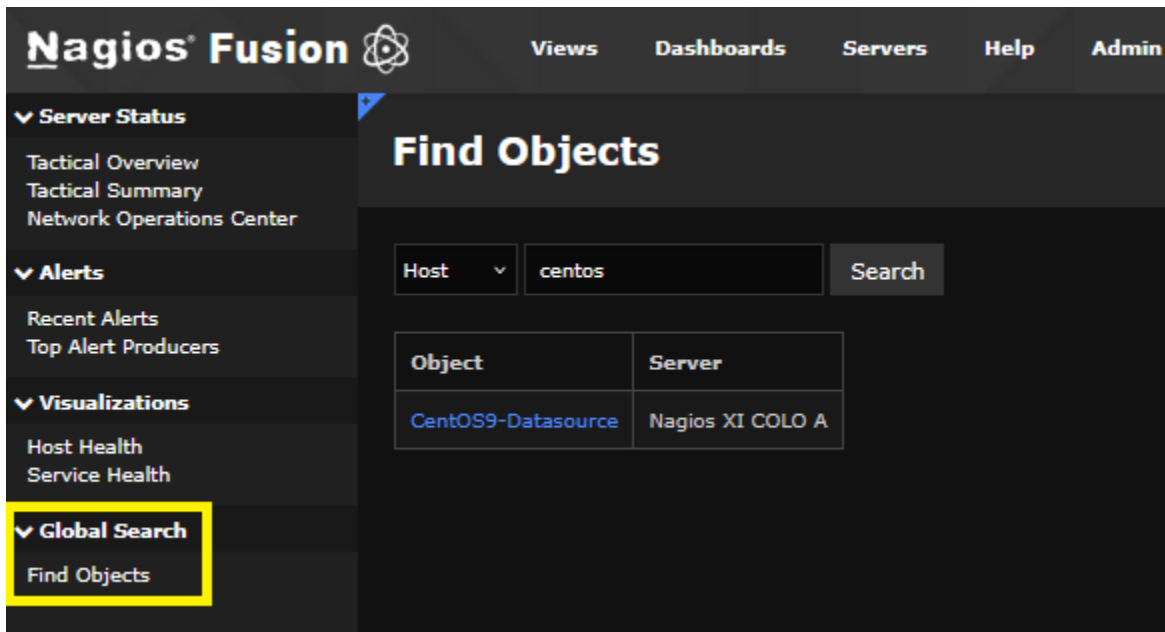 Nagios® Fusion Views Dashboards Servers Help Admin
Server Status
Tactical Overview
Tactical Summary
Network Operations Center
Alerts
Recent Alerts
Top Alert Producers
Visualizations
Host Health
Service Health
Global Search
Find Objects
Find Objects
Host centos Search
Object Server
CentOS9-Datasource Nagios XI COLO A